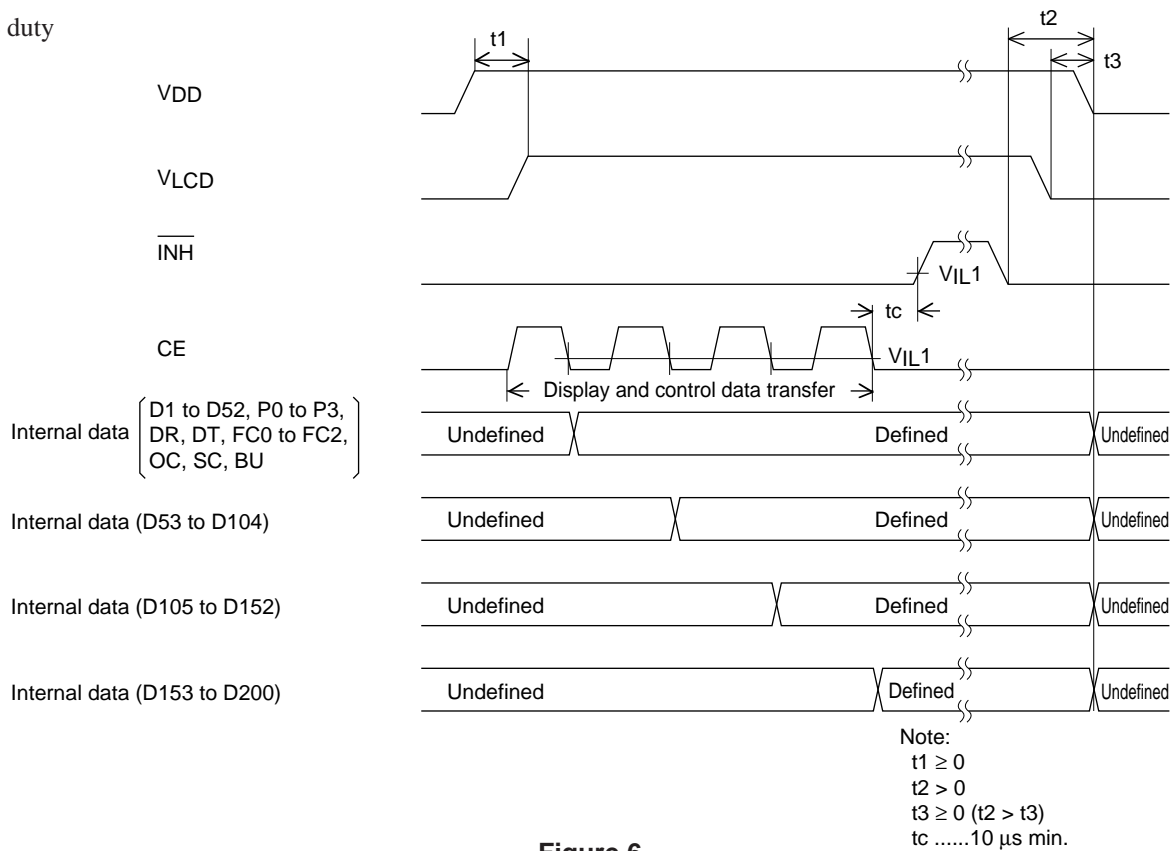 duty
t1
t2
t3
VDD
VLCD
INH
VIL1
tc
CE
VIL1
Display and control data transfer
Internal data
D1 to D52, P0 to P3,
DR, DT, FC0 to FC2,
OC, SC, BU
Undefined
Defined
Undefined
Internal data (D53 to D104)
Undefined
Defined
Undefined
Internal data (D105 to D152)
Undefined
Defined
Undefined
Internal data (D153 to D200)
Undefined
Defined
Undefined
Note:
t1 ≥ 0
t2 > 0
t3 ≥ 0 (t2 > t3)
tc ......10 μs min.
Figure 6